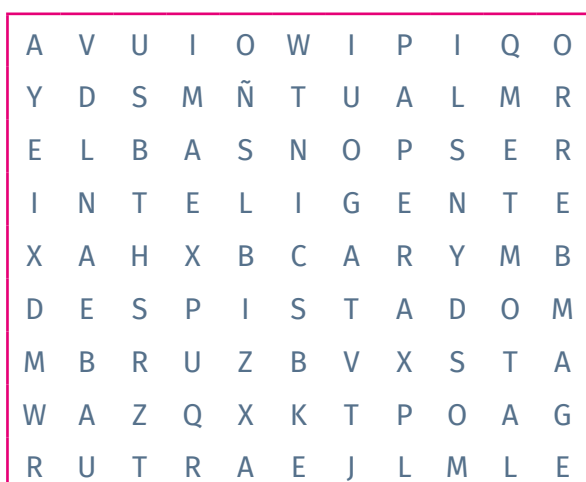 A V U I O W I P I Q O
Y D S M Ñ T U A L M R
E L B A S N O P S E R
I N T E L I G E N T E
X A H X B C A R Y M B
D E S P I S T A D O M
M B R U Z B V X S T A
W A Z Q X K T P O A G
R U T R A E J L M L E